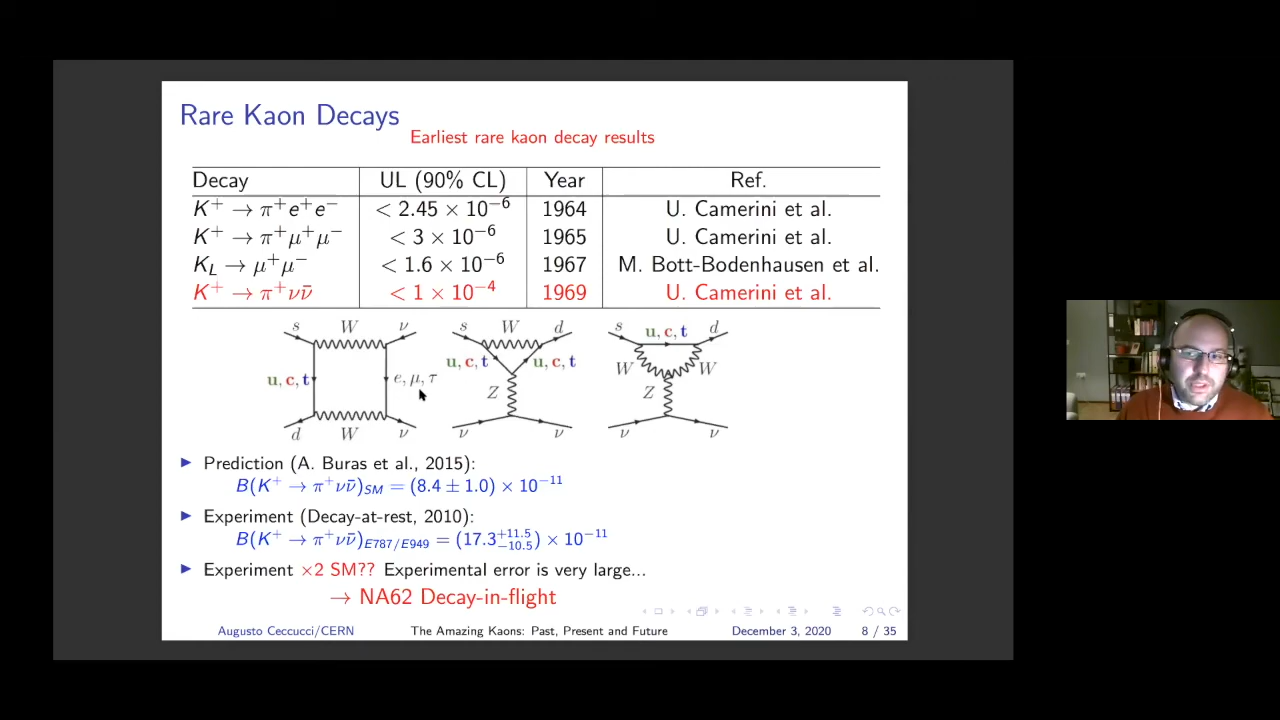 Rare Kaon Decays
Earliest rare kaon decay results
Decay UL (90% CL) Year Ref.
K⁺ → π⁺e⁺e⁻ < 2.45 × 10⁻⁶ 1964 U. Camerini et al.
K⁺ → π⁺μ⁺μ⁻ < 3 × 10⁻⁶ 1965 U. Camerini et al.
K_L → μ⁺μ⁻ < 1.6 × 10⁻⁶ 1967 M. Bott-Bodenhausen et al.
K⁺ → π⁺νν̄ < 1 × 10⁻⁴ 1969 U. Camerini et al.
s W ν
u, c, t e, μ, τ
d W ν
s W d
u, c, t u, c, t
Z
ν ν
s u, c, t d
W W
Z
ν ν
▶ Prediction (A. Buras et al., 2015):
B(K⁺ → π⁺νν̄)_SM = (8.4 ± 1.0) × 10⁻¹¹
▶ Experiment (Decay-at-rest, 2010):
B(K⁺ → π⁺νν̄)_E787/E949 = (17.3 +11.5 −10.5) × 10⁻¹¹
▶ Experiment ×2 SM?? Experimental error is very large...
→ NA62 Decay-in-flight
Augusto Ceccucci/CERN The Amazing Kaons: Past, Present and Future December 3, 2020 8 / 35